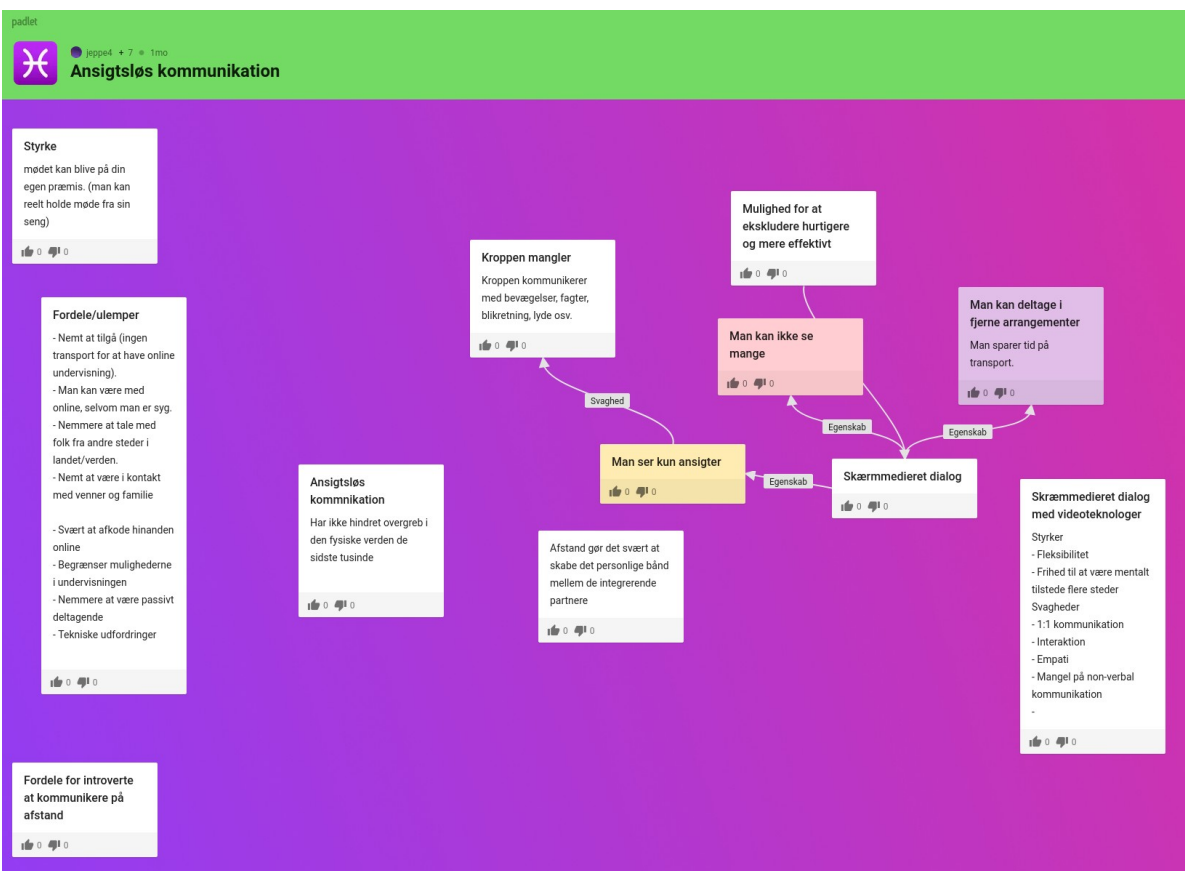 padlet
jeppe4 + 7 1mo
Ansigtsløs kommunikation
Styrke
mødet kan blive på din
egen præmis. (man kan
reelt holde møde fra sin
seng)
0 0
Fordele/ulemper
- Nemt at tilgå (ingen
transport for at have online
undervisning).
- Man kan være med
online, selvom man er syg.
- Nemmere at tale med
folk fra andre steder i
landet/verden.
- Nemt at være i kontakt
med venner og familie
- Svært at afkode hinanden
online
- Begrænser mulighederne
i undervisningen
- Nemmere at være passivt
deltagende
- Tekniske udfordringer
0 0
Fordele for introverte
at kommunikere på
afstand
0 0
Ansigtsløs
kommnikation
Har ikke hindret overgreb i
den fysiske verden de
sidste tusinde
0 0
Kroppen mangler
Kroppen kommunikerer
med bevægelser, fagter,
blikretning, lyde osv.
0 0
Svaghed
Man ser kun ansigter
0 0
Egenskab
Afstand gør det svært at
skabe det personlige bånd
mellem de integrerende
partnere
0 0
Mulighed for at
ekskludere hurtigere
og mere effektivt
0 0
Man kan ikke se
mange
0 0
Egenskab
Egenskab
Man kan deltage i
fjerne arrangementer
Man sparer tid på
transport.
0 0
Skærmmedieret dialog
0 0
Skræmmedieret dialog
med videoteknologer
Styrker
- Fleksibilitet
- Frihed til at være mentalt
tilstede flere steder
Svagheder
- 1:1 kommunikation
- Interaktion
- Empati
- Mangel på non-verbal
kommunikation
-
0 0